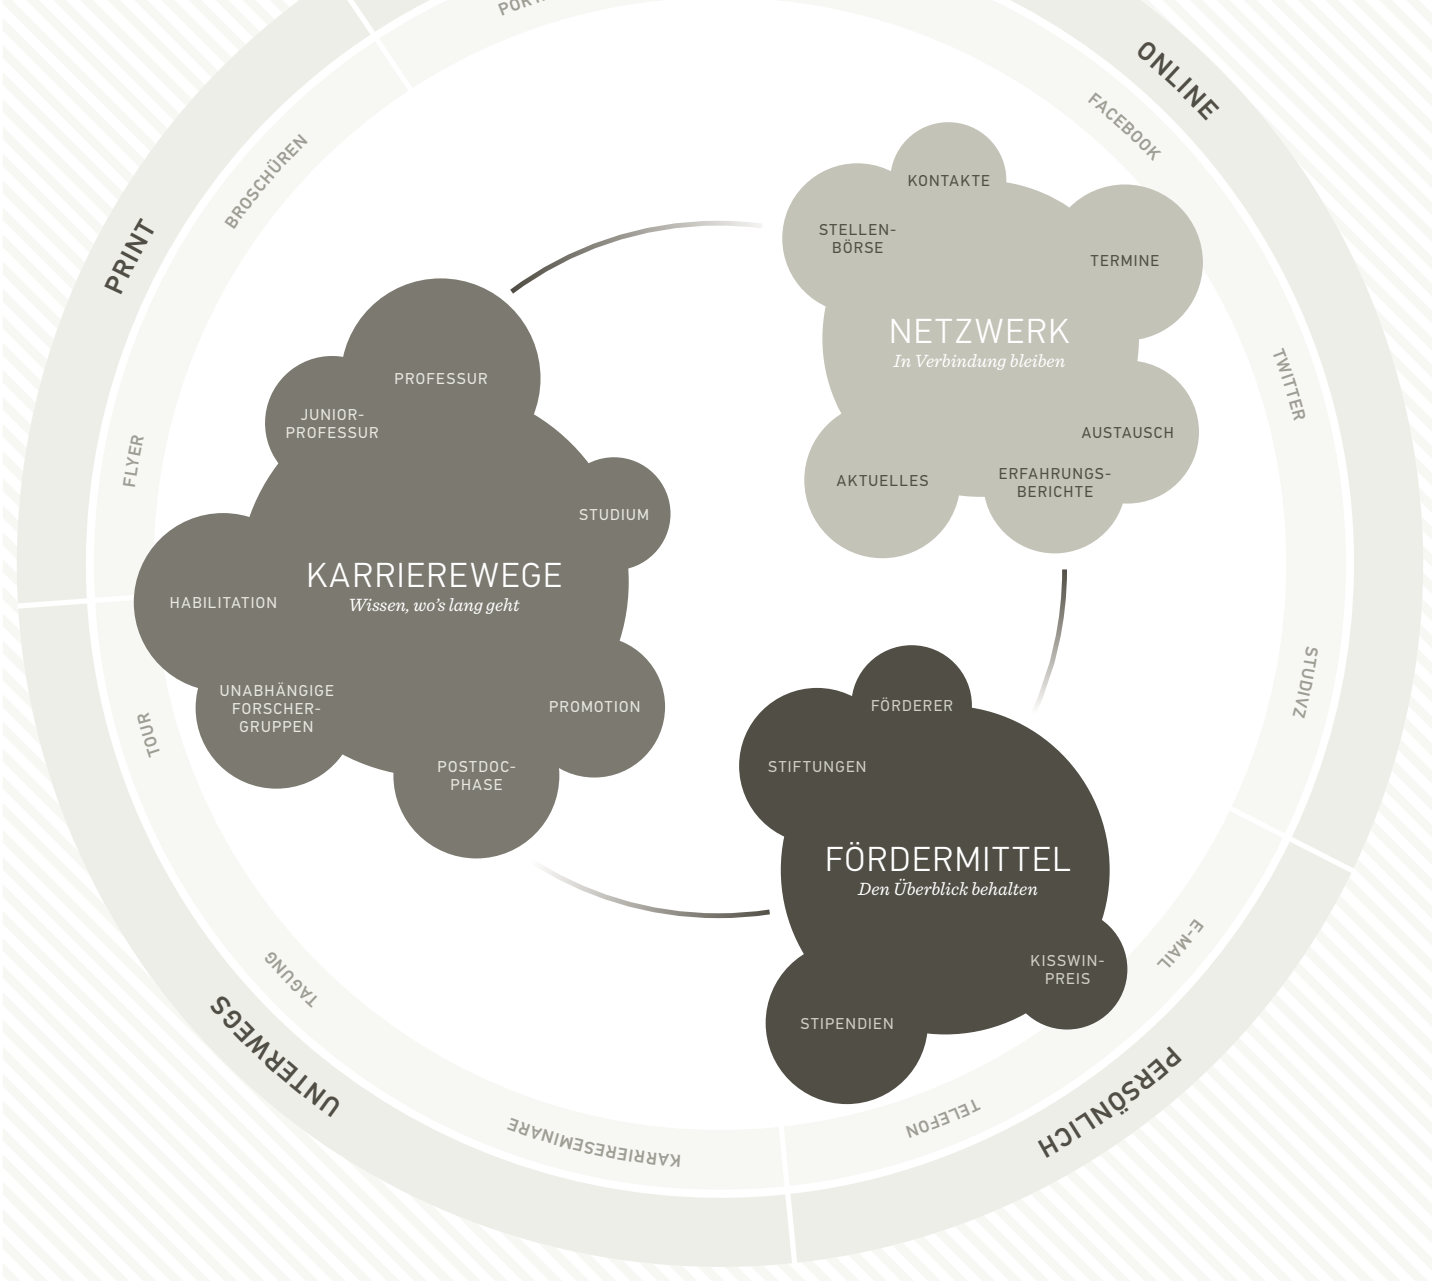 ONLINE
FACEBOOK
TWITTER
STUDIVZ
PERSÖNLICH
E-MAIL
TELEFON
UNTERWEGS
KARRIERESEMINARE
TAGUNG
TOUR
PRINT
FLYER
BROSCHÜREN
NETZWERK
In Verbindung bleiben
KONTAKTE
STELLEN-
BÖRSE
TERMINE
AUSTAUSCH
ERFAHRUNGS-
BERICHTE
AKTUELLES
KARRIEREWEGE
Wissen, wo’s lang geht
PROFESSUR
JUNIOR-
PROFESSUR
STUDIUM
HABILITATION
UNABHÄNGIGE
FORSCHER-
GRUPPEN
PROMOTION
POSTDOC-
PHASE
FÖRDERMITTEL
Den Überblick behalten
FÖRDERER
STIFTUNGEN
KISSWIN-
PREIS
STIPENDIEN